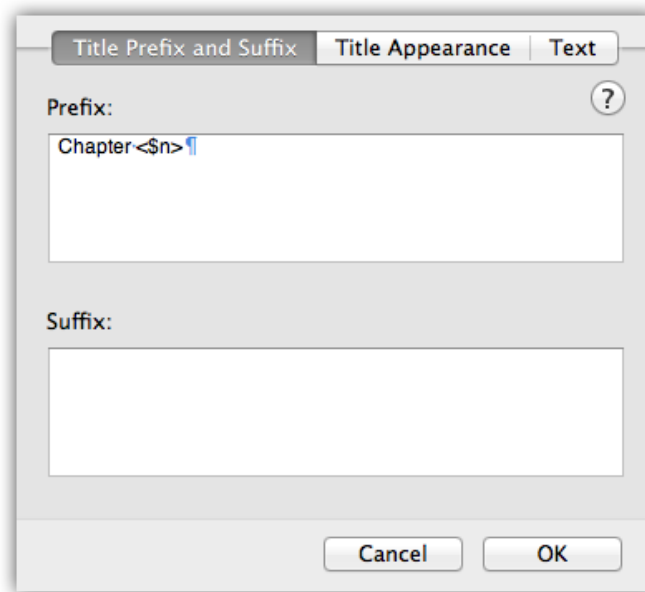 Title Prefix and Suffix Title Appearance Text
Prefix: ?
Chapter <$n>¶
Suffix:
Cancel OK